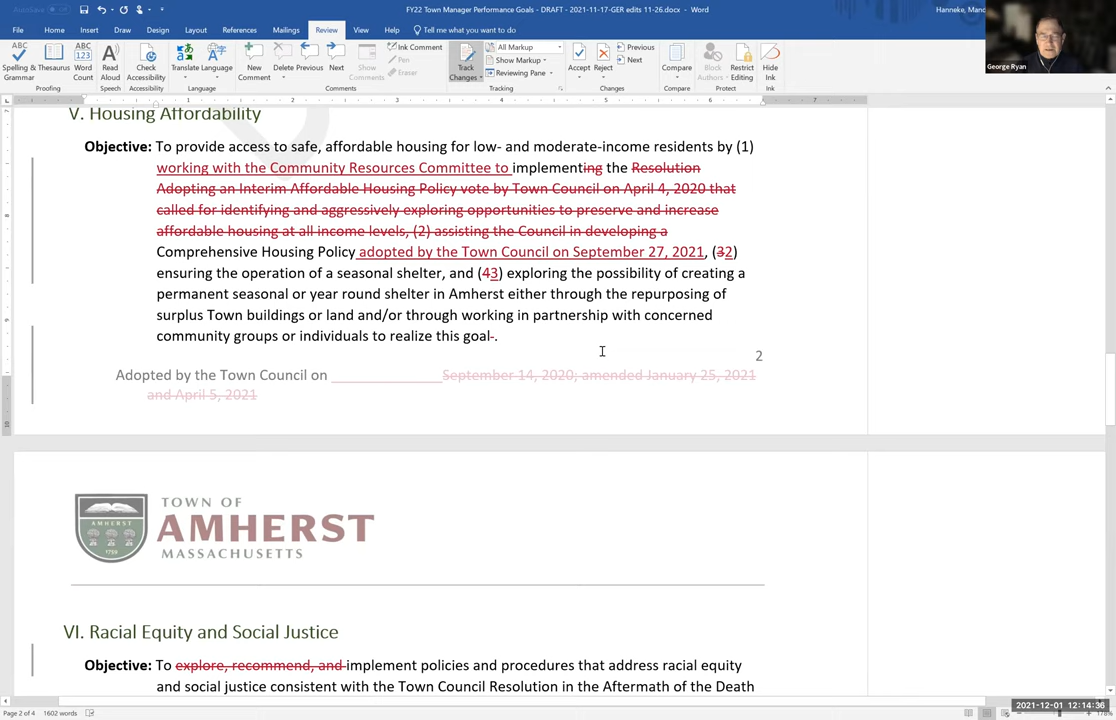 AutoSave
FY22 Town Manager Performance Goals - DRAFT - 2021-11-17-GER edits 11-26.docx - Word
Hanneke, Manc
File Home Insert Draw Design Layout References Mailings Review View Help Tell me what you want to do
Spelling & Grammar
Thesaurus
Word Count
Read Aloud
Check Accessibility
Translate
Language
New Comment
Delete
Previous
Next
Show Comments
Ink Comment
Pen
Eraser
Track Changes
All Markup
Show Markup
Reviewing Pane
Accept
Reject
Previous
Next
Compare
Block Authors
Restrict Editing
Hide Ink
Proofing Speech Accessibility Language Comments Tracking Changes Compare Protect Ink
George Ryan
V. Housing Affordability
Objective: To provide access to safe, affordable housing for low- and moderate-income residents by (1)
working with the Community Resources Committee to implementing the Resolution
Adopting an Interim Affordable Housing Policy vote by Town Council on April 4, 2020 that
called for identifying and aggressively exploring opportunities to preserve and increase
affordable housing at all income levels, (2) assisting the Council in developing a
Comprehensive Housing Policy adopted by the Town Council on September 27, 2021, (32)
ensuring the operation of a seasonal shelter, and (43) exploring the possibility of creating a
permanent seasonal or year round shelter in Amherst either through the repurposing of
surplus Town buildings or land and/or through working in partnership with concerned
community groups or individuals to realize this goal-.
2
Adopted by the Town Council on _______________September 14, 2020; amended January 25, 2021
and April 5, 2021
AMHERST
1759
TOWN OF
AMHERST
MASSACHUSETTS
VI. Racial Equity and Social Justice
Objective: To explore, recommend, and implement policies and procedures that address racial equity
and social justice consistent with the Town Council Resolution in the Aftermath of the Death
Page 2 of 4 1602 words
2021-12-01 12:14:36
178%